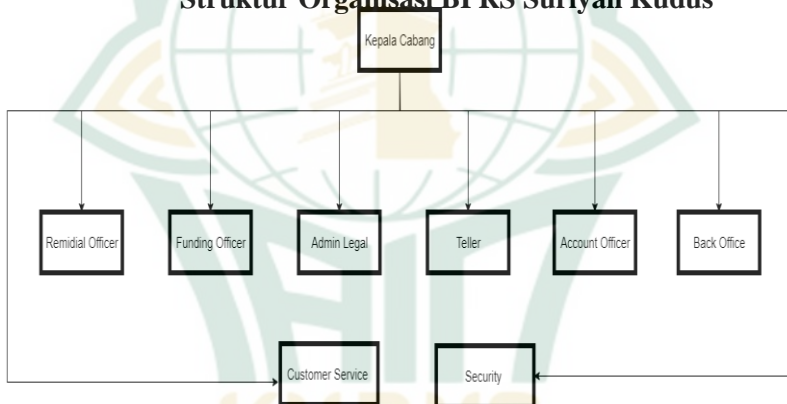 Struktur Organisasi BPRS Suriyah Kudus
Kepala Cabang
Remidial Officer
Funding Officer
Admin Legal
Teller
Account Officer
Back Office
Customer Service
Security